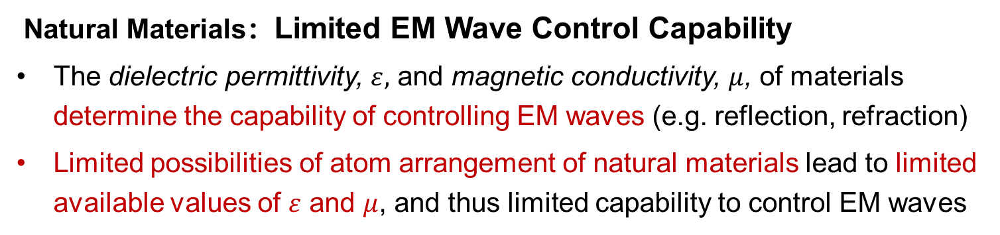 Natural Materials： Limited EM Wave Control Capability
• The dielectric permittivity, 𝜀, and magnetic conductivity, 𝜇, of materials
determine the capability of controlling EM waves (e.g. reflection, refraction)
• Limited possibilities of atom arrangement of natural materials lead to limited
available values of 𝜀 and 𝜇, and thus limited capability to control EM waves